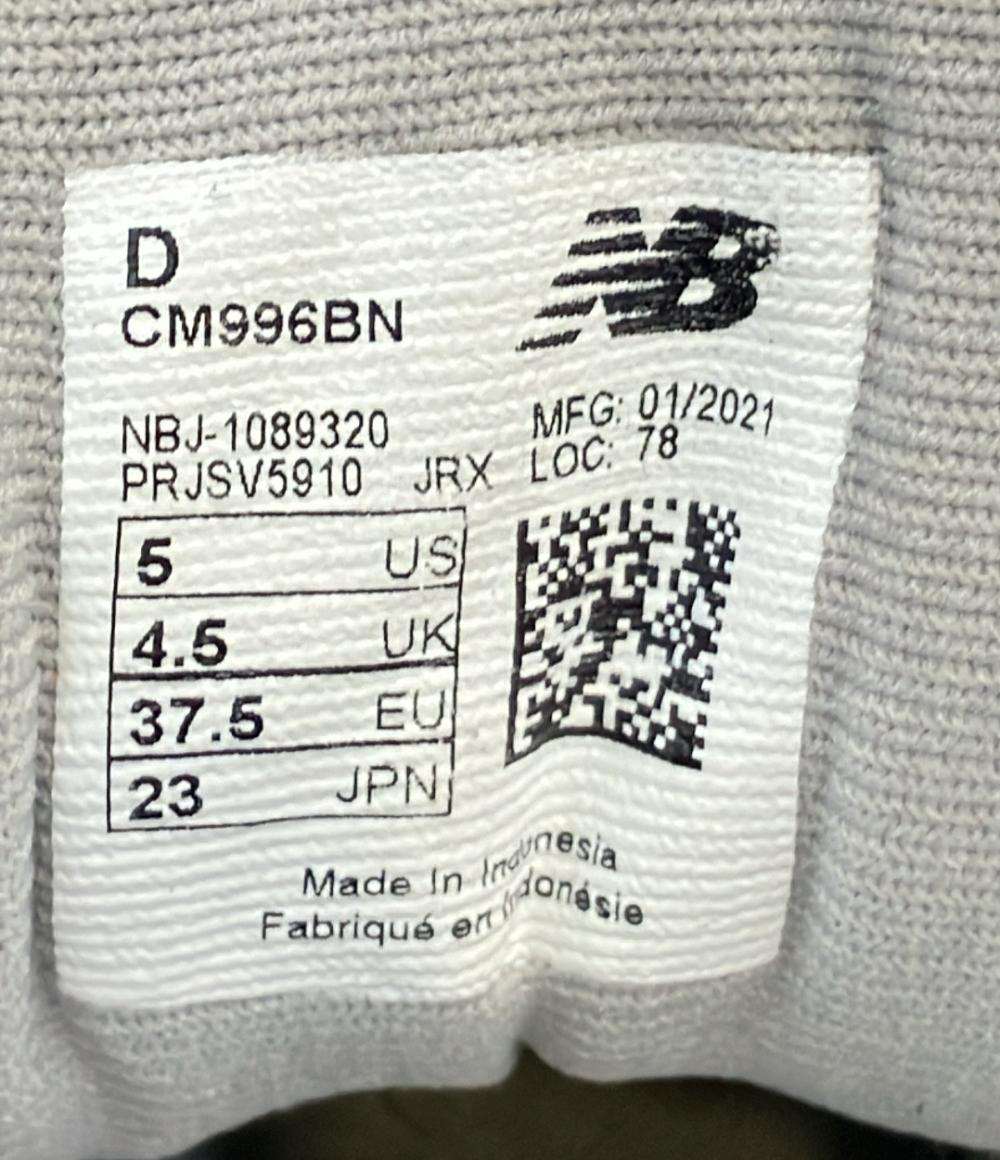 D
CM996BN
NB
NBJ-1089320
PRJSV5910 JRX
MFG: 01/2021
LOC: 78
5 US
4.5 UK
37.5 EU
23 JPN
Made In Indonesia
Fabriqué en Indonésie